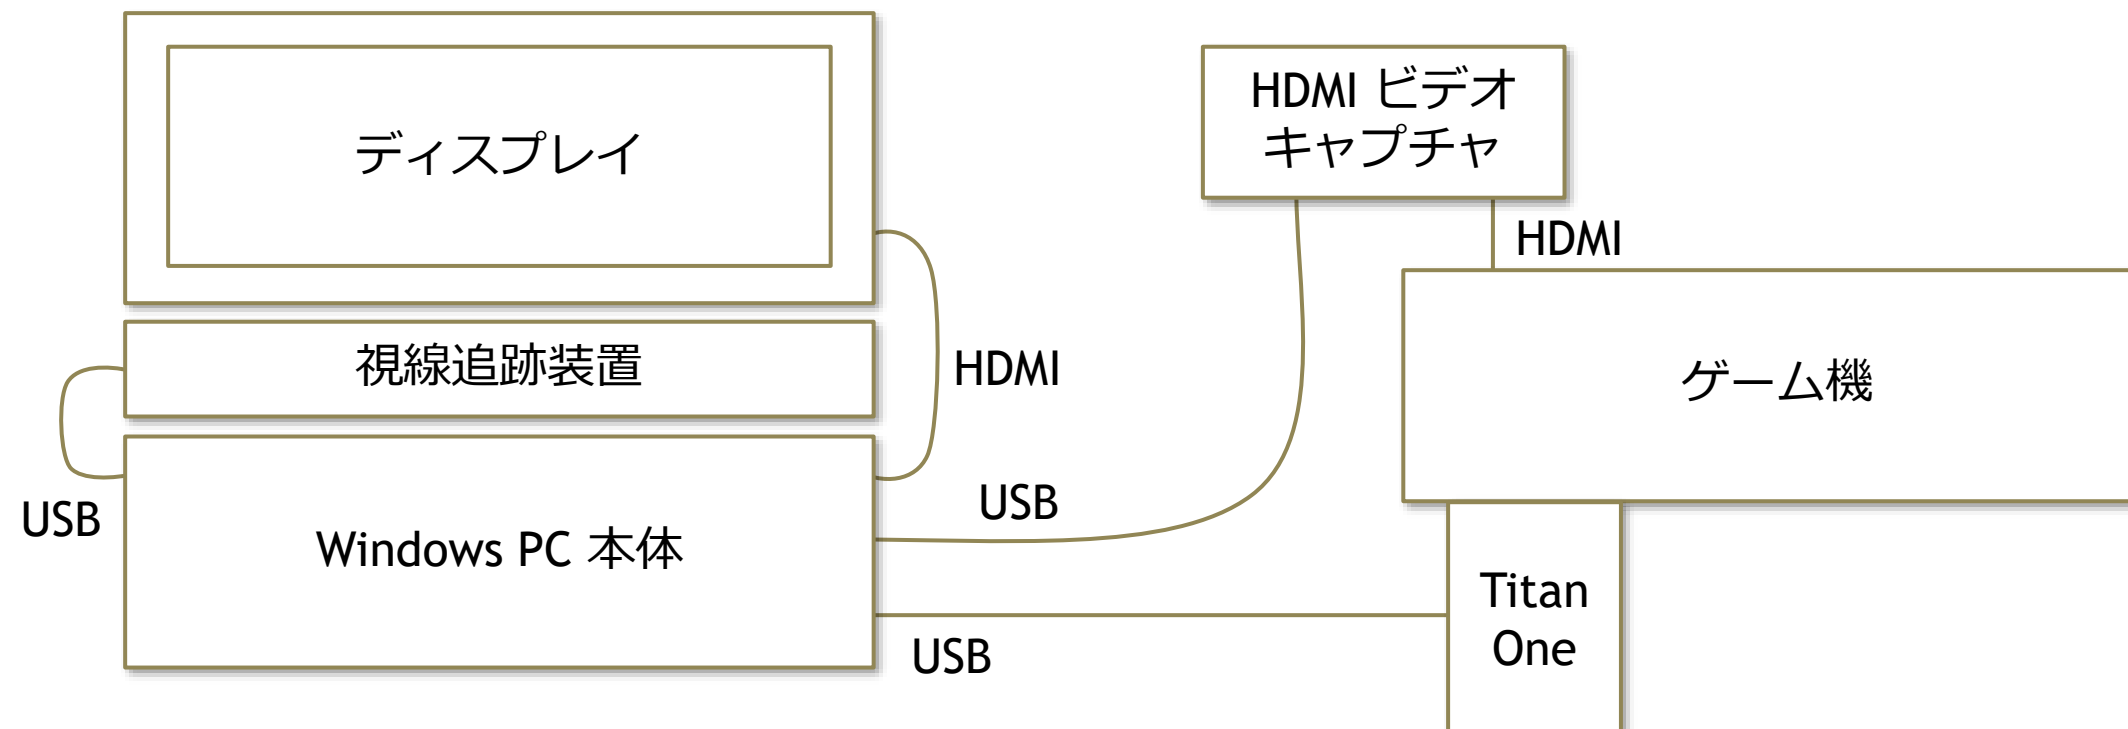 ディスプレイ
HDMI ビデオ
キャプチャ
HDMI
視線追跡装置
HDMI
ゲーム機
USB
USB
Windows PC 本体
Titan
One
USB